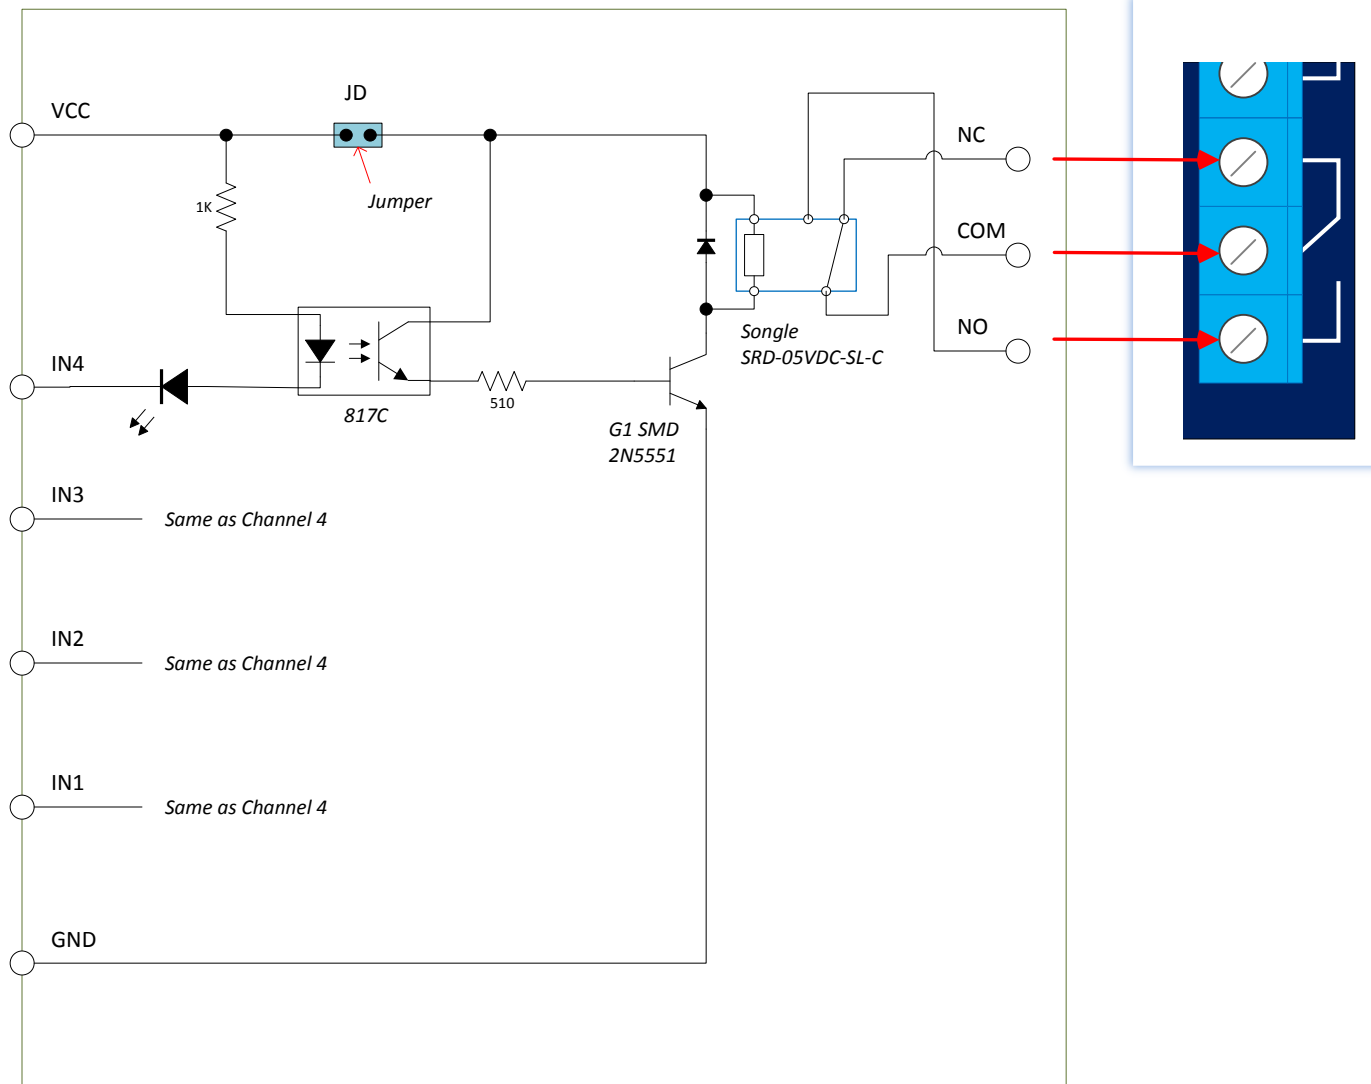 JD
VCC
NC
Jumper
1K
COM
NO
Songle
SRD-05VDC-SL-C
IN4
510
817C
G1 SMD
2N5551
IN3
Same as Channel 4
IN2
Same as Channel 4
IN1
Same as Channel 4
GND